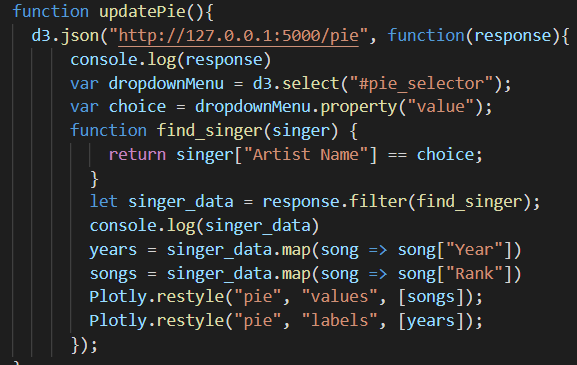 function updatePie(){
d3.json("http://127.0.0.1:5000/pie", function(response){
console.log(response)
var dropdownMenu = d3.select("#pie_selector");
var choice = dropdownMenu.property("value");
function find_singer(singer) {
return singer["Artist Name"] == choice;
}
let singer_data = response.filter(find_singer);
console.log(singer_data)
years = singer_data.map(song => song["Year"])
songs = singer_data.map(song => song["Rank"])
Plotly.restyle("pie", "values", [songs]);
Plotly.restyle("pie", "labels", [years]);
});
}